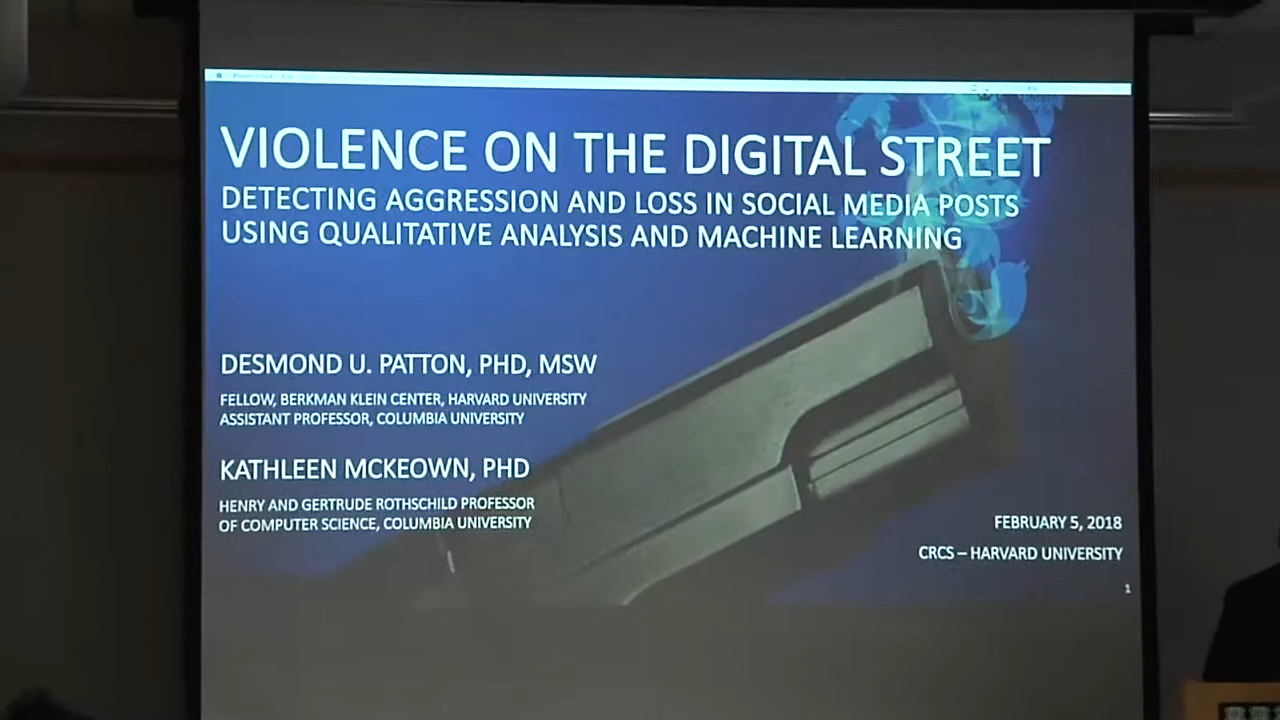 VIOLENCE ON THE DIGITAL STREET
DETECTING AGGRESSION AND LOSS IN SOCIAL MEDIA POSTS
USING QUALITATIVE ANALYSIS AND MACHINE LEARNING
DESMOND U. PATTON, PHD, MSW
FELLOW, BERKMAN KLEIN CENTER, HARVARD UNIVERSITY
ASSISTANT PROFESSOR, COLUMBIA UNIVERSITY
KATHLEEN MCKEOWN, PHD
HENRY AND GERTRUDE ROTHSCHILD PROFESSOR
OF COMPUTER SCIENCE, COLUMBIA UNIVERSITY
FEBRUARY 5, 2018
CRCS – HARVARD UNIVERSITY
1